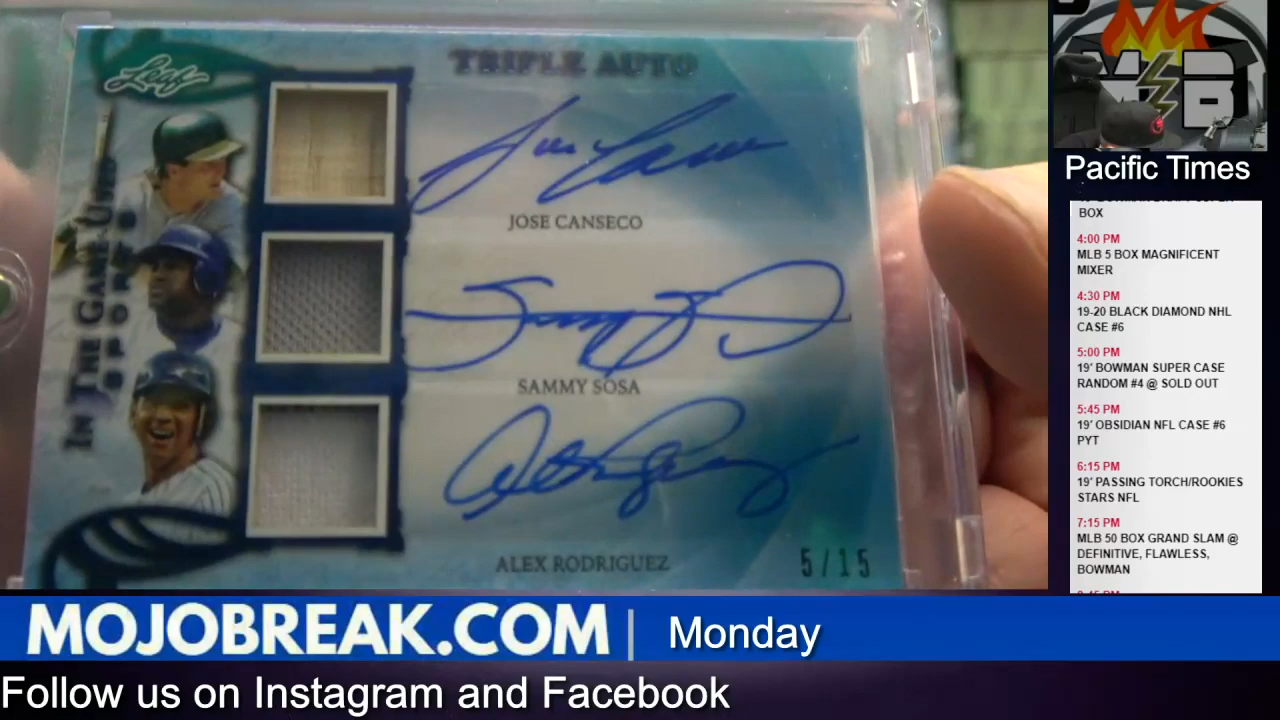 Leaf
TRIPLE AUTO
IN THE GAME USED
SPORTS
JOSE CANSECO
SAMMY SOSA
ALEX RODRIGUEZ
5/15
M B
Pacific Times
BOX
4:00 PM
MLB 5 BOX MAGNIFICENT
MIXER
4:30 PM
19-20 BLACK DIAMOND NHL
CASE #6
5:00 PM
19' BOWMAN SUPER CASE
RANDOM #4 @ SOLD OUT
5:45 PM
19' OBSIDIAN NFL CASE #6
PYT
6:15 PM
19' PASSING TORCH/ROOKIES
STARS NFL
7:15 PM
MLB 50 BOX GRAND SLAM @
DEFINITIVE, FLAWLESS,
BOWMAN
MOJOBREAK.COM | Monday
Follow us on Instagram and Facebook